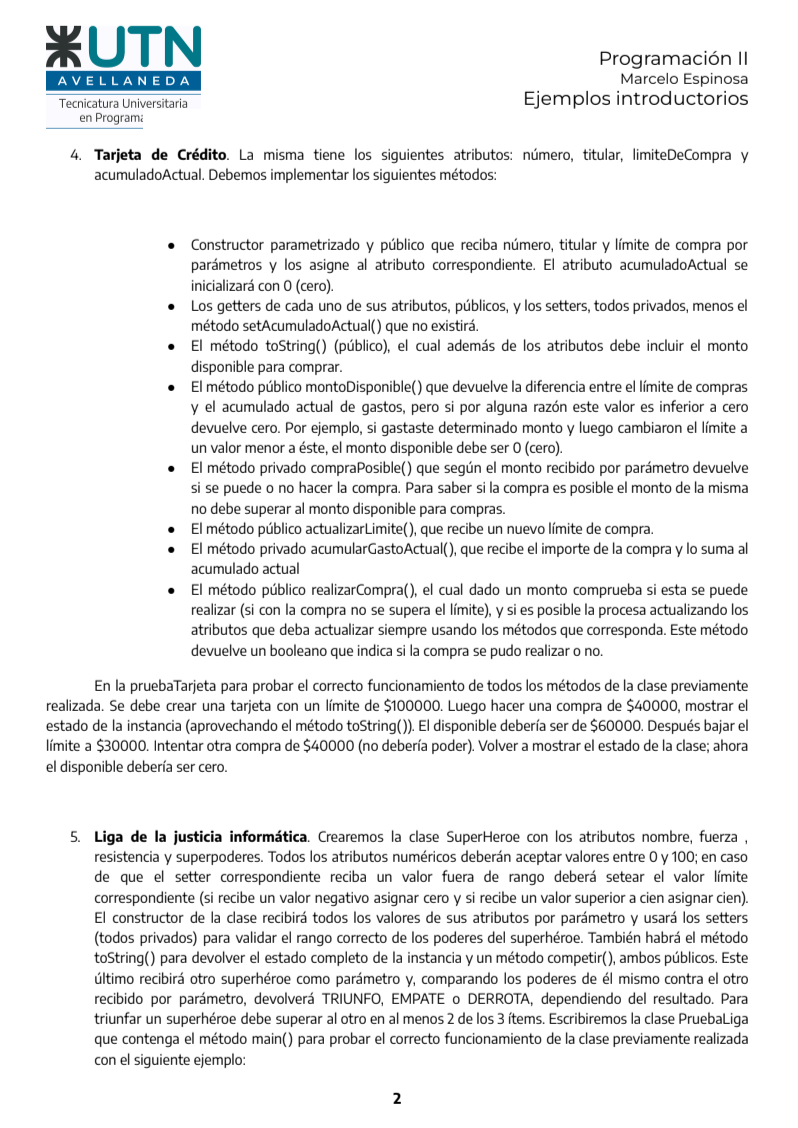 UTN
AVELLANEDA
Tecnicatura Universitaria
en Programa
Programación II
Marcelo Espinosa
Ejemplos introductorios
4. Tarjeta de Crédito. La misma tiene los siguientes atributos: número, titular, limiteDeCompra y
acumuladoActual. Debemos implementar los siguientes métodos:
● Constructor parametrizado y público que reciba número, titular y límite de compra por
parámetros y los asigne al atributo correspondiente. El atributo acumuladoActual se
inicializará con 0 (cero).
● Los getters de cada uno de sus atributos, públicos, y los setters, todos privados, menos el
método setAcumuladoActual() que no existirá.
● El método toString() (público), el cual además de los atributos debe incluir el monto
disponible para comprar.
● El método público montoDisponible() que devuelve la diferencia entre el límite de compras
y el acumulado actual de gastos, pero si por alguna razón este valor es inferior a cero
devuelve cero. Por ejemplo, si gastaste determinado monto y luego cambiaron el límite a
un valor menor a éste, el monto disponible debe ser 0 (cero).
● El método privado compraPosible() que según el monto recibido por parámetro devuelve
si se puede o no hacer la compra. Para saber si la compra es posible el monto de la misma
no debe superar al monto disponible para compras.
● El método público actualizarLimite(), que recibe un nuevo límite de compra.
● El método privado acumularGastoActual(), que recibe el importe de la compra y lo suma al
acumulado actual
● El método público realizarCompra(), el cual dado un monto comprueba si esta se puede
realizar (si con la compra no se supera el límite), y si es posible la procesa actualizando los
atributos que deba actualizar siempre usando los métodos que corresponda. Este método
devuelve un booleano que indica si la compra se pudo realizar o no.
En la pruebaTarjeta para probar el correcto funcionamiento de todos los métodos de la clase previamente
realizada. Se debe crear una tarjeta con un límite de $100000. Luego hacer una compra de $40000, mostrar el
estado de la instancia (aprovechando el método toString()). El disponible debería ser de $60000. Después bajar el
límite a $30000. Intentar otra compra de $40000 (no debería poder). Volver a mostrar el estado de la clase; ahora
el disponible debería ser cero.
5. Liga de la justicia informática. Crearemos la clase SuperHeroe con los atributos nombre, fuerza ,
resistencia y superpoderes. Todos los atributos numéricos deberán aceptar valores entre 0 y 100; en caso
de que el setter correspondiente reciba un valor fuera de rango deberá setear el valor límite
correspondiente (si recibe un valor negativo asignar cero y si recibe un valor superior a cien asignar cien).
El constructor de la clase recibirá todos los valores de sus atributos por parámetro y usará los setters
(todos privados) para validar el rango correcto de los poderes del superhéroe. También habrá el método
toString() para devolver el estado completo de la instancia y un método competir(), ambos públicos. Este
último recibirá otro superhéroe como parámetro y, comparando los poderes de él mismo contra el otro
recibido por parámetro, devolverá TRIUNFO, EMPATE o DERROTA, dependiendo del resultado. Para
triunfar un superhéroe debe superar al otro en al menos 2 de los 3 ítems. Escribiremos la clase PruebaLiga
que contenga el método main() para probar el correcto funcionamiento de la clase previamente realizada
con el siguiente ejemplo:
2